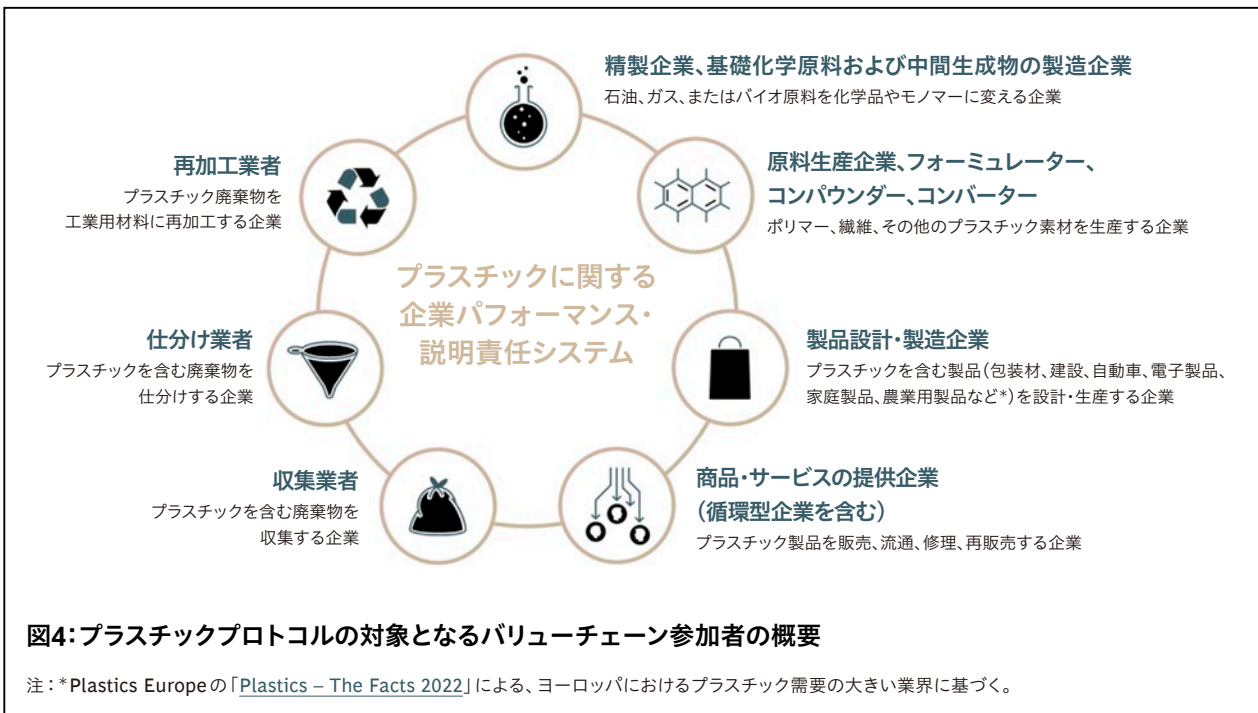 精製企業、基礎化学原料および中間生成物の製造企業
石油、ガス、またはバイオ原料を化学品やモノマーに変える企業
原料生産企業、フォーミュレーター、
コンパウンダー、コンバーター
ポリマー、繊維、その他のプラスチック素材を生産する企業
製品設計・製造企業
プラスチックを含む製品(包装材、建設、自動車、電子製品、
家庭製品、農業用製品など*)を設計・生産する企業
商品・サービスの提供企業
(循環型企業を含む)
プラスチック製品を販売、流通、修理、再販売する企業
収集業者
プラスチックを含む廃棄物を
収集する企業
仕分け業者
プラスチックを含む廃棄物を
仕分けする企業
再加工業者
プラスチック廃棄物を
工業用材料に再加工する企業
プラスチックに関する
企業パフォーマンス・
説明責任システム
図4:プラスチックプロトコルの対象となるバリューチェーン参加者の概要
注:*Plastics Europeの「Plastics – The Facts 2022」による、ヨーロッパにおけるプラスチック需要の大きい業界に基づく。